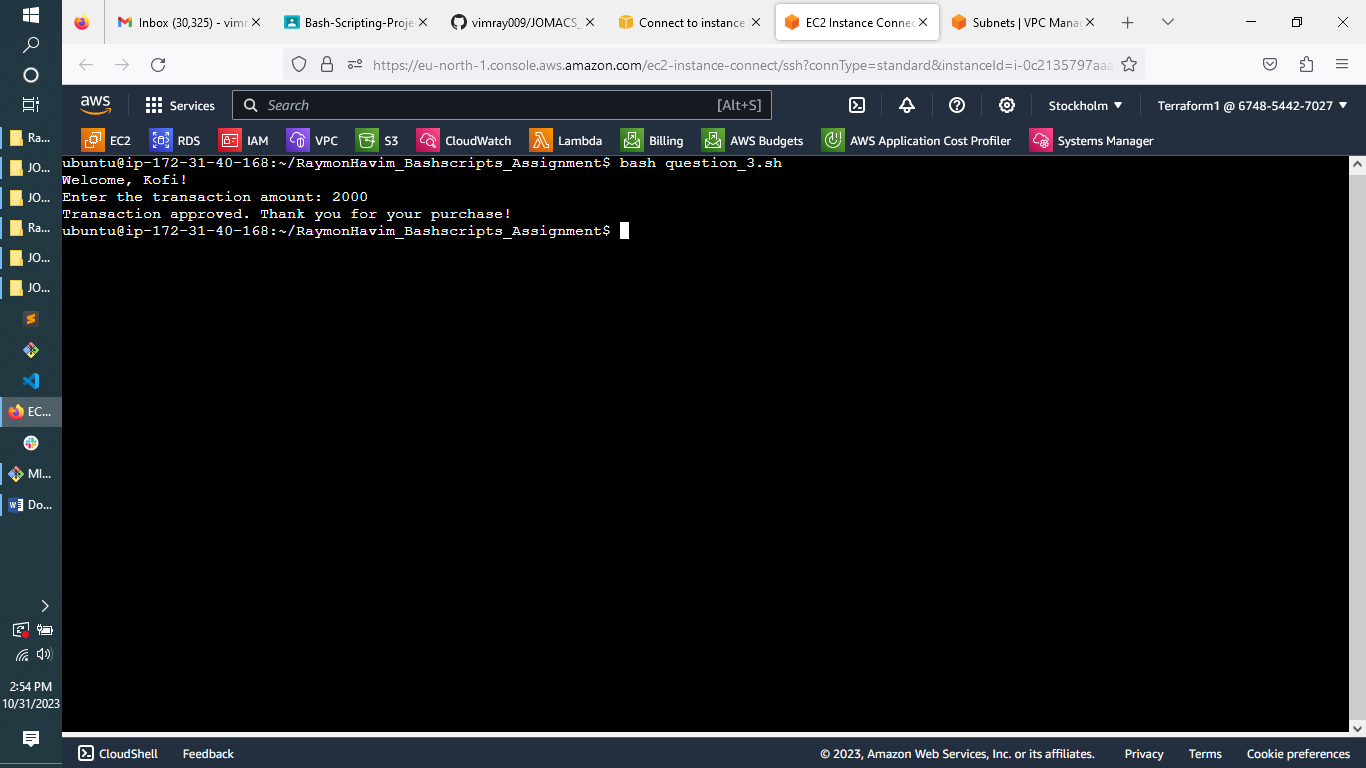 Inbox (30,325) - vimr
Bash-Scripting-Proje
vimray009/JOMACS_
Connect to instance
EC2 Instance Connec
Subnets | VPC Mana
https://eu-north-1.console.aws.amazon.com/ec2-instance-connect/ssh?connType=standard&instanceId=i-0c2135797aaa
aws
Services
Search
[Alt+S]
Stockholm
Terraform1 @ 6748-5442-7027
EC2
RDS
IAM
VPC
S3
CloudWatch
Lambda
Billing
AWS Budgets
AWS Application Cost Profiler
Systems Manager
ubuntu@ip-172-31-40-168:~/RaymonHavim_Bashscripts_Assignment$ bash question_3.sh
Welcome, Kofi!
Enter the transaction amount: 2000
Transaction approved. Thank you for your purchase!
ubuntu@ip-172-31-40-168:~/RaymonHavim_Bashscripts_Assignment$
Ra...
JO...
JO...
Ra...
JO...
JO...
EC...
MI...
Do...
2:54 PM
10/31/2023
CloudShell
Feedback
© 2023, Amazon Web Services, Inc. or its affiliates.
Privacy
Terms
Cookie preferences